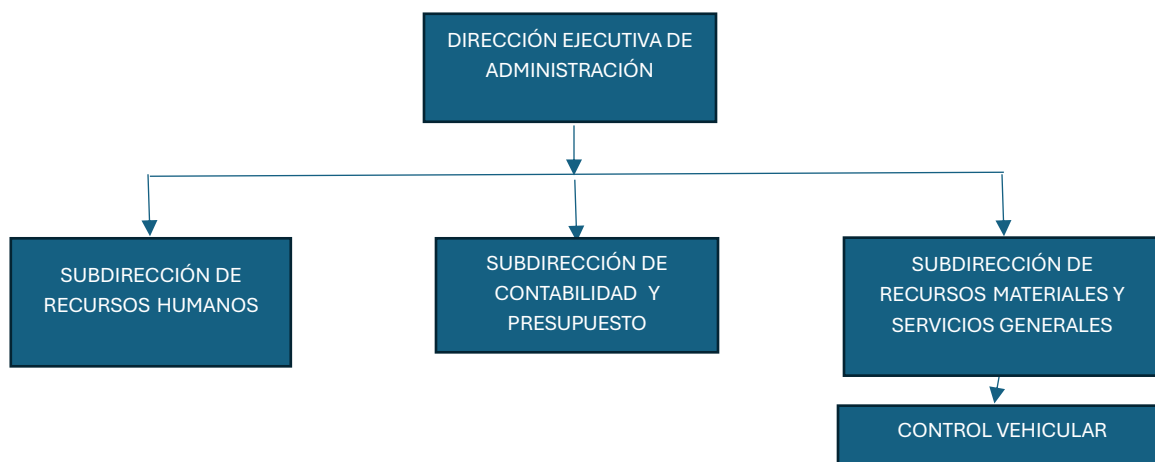 DIRECCIÓN EJECUTIVA DE
ADMINISTRACIÓN
SUBDIRECCIÓN DE
RECURSOS HUMANOS
SUBDIRECCIÓN DE
CONTABILIDAD Y
PRESUPUESTO
SUBDIRECCIÓN DE
RECURSOS MATERIALES Y
SERVICIOS GENERALES
CONTROL VEHICULAR